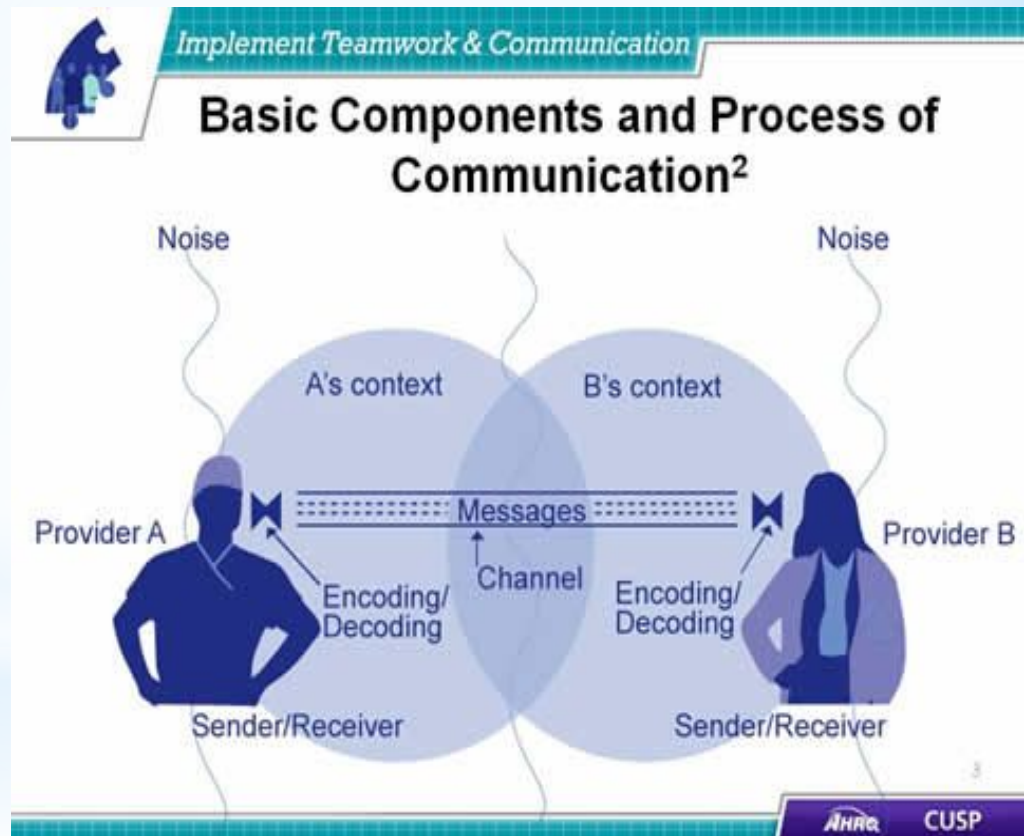 Implement Teamwork & Communication
Basic Components and Process of
Communication²
Noise
Noise
A's context
B's context
Provider A
Messages
Provider B
Channel
Encoding/
Decoding
Encoding/
Decoding
Sender/Receiver
Sender/Receiver
3
AHRQ
CUSP